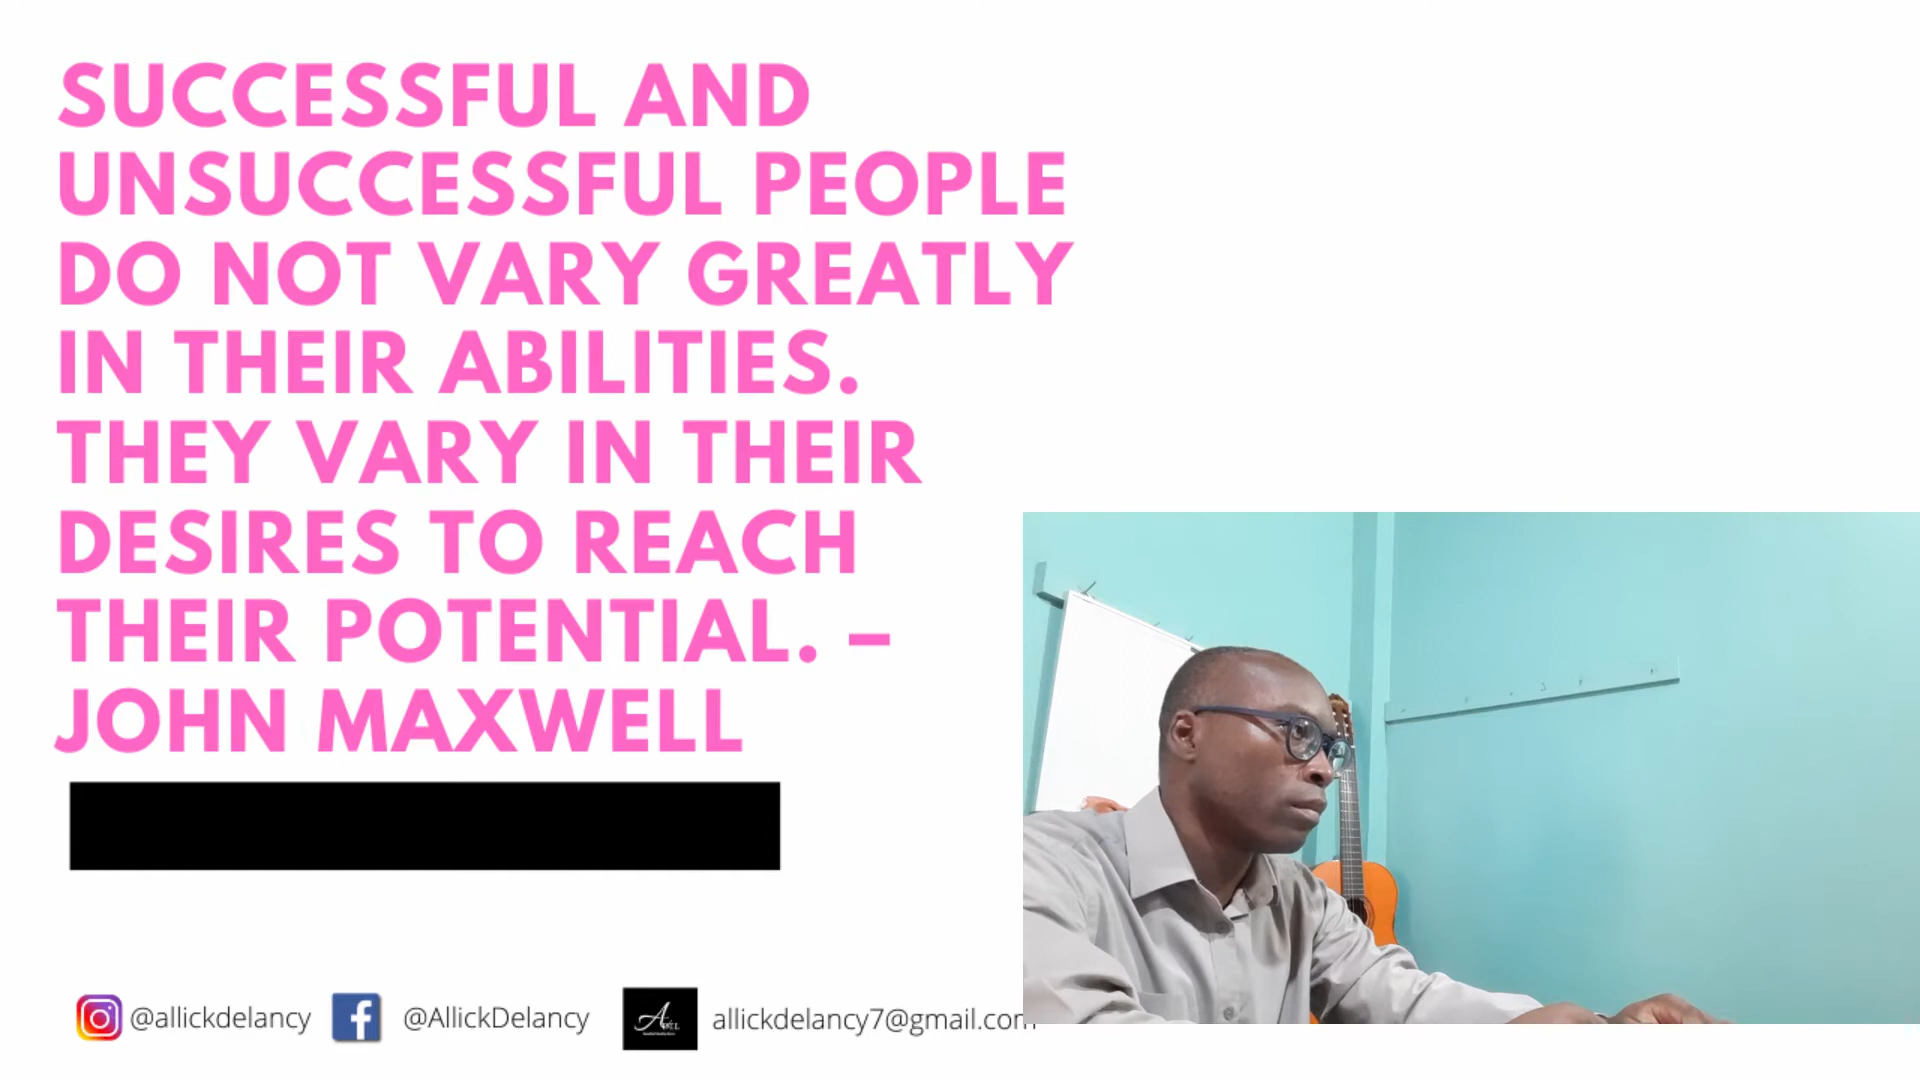 SUCCESSFUL AND
UNSUCCESSFUL PEOPLE
DO NOT VARY GREATLY
IN THEIR ABILITIES.
THEY VARY IN THEIR
DESIRES TO REACH
THEIR POTENTIAL. –
JOHN MAXWELL
@allickdelancy @AllickDelancy allickdelancy7@gmail.com